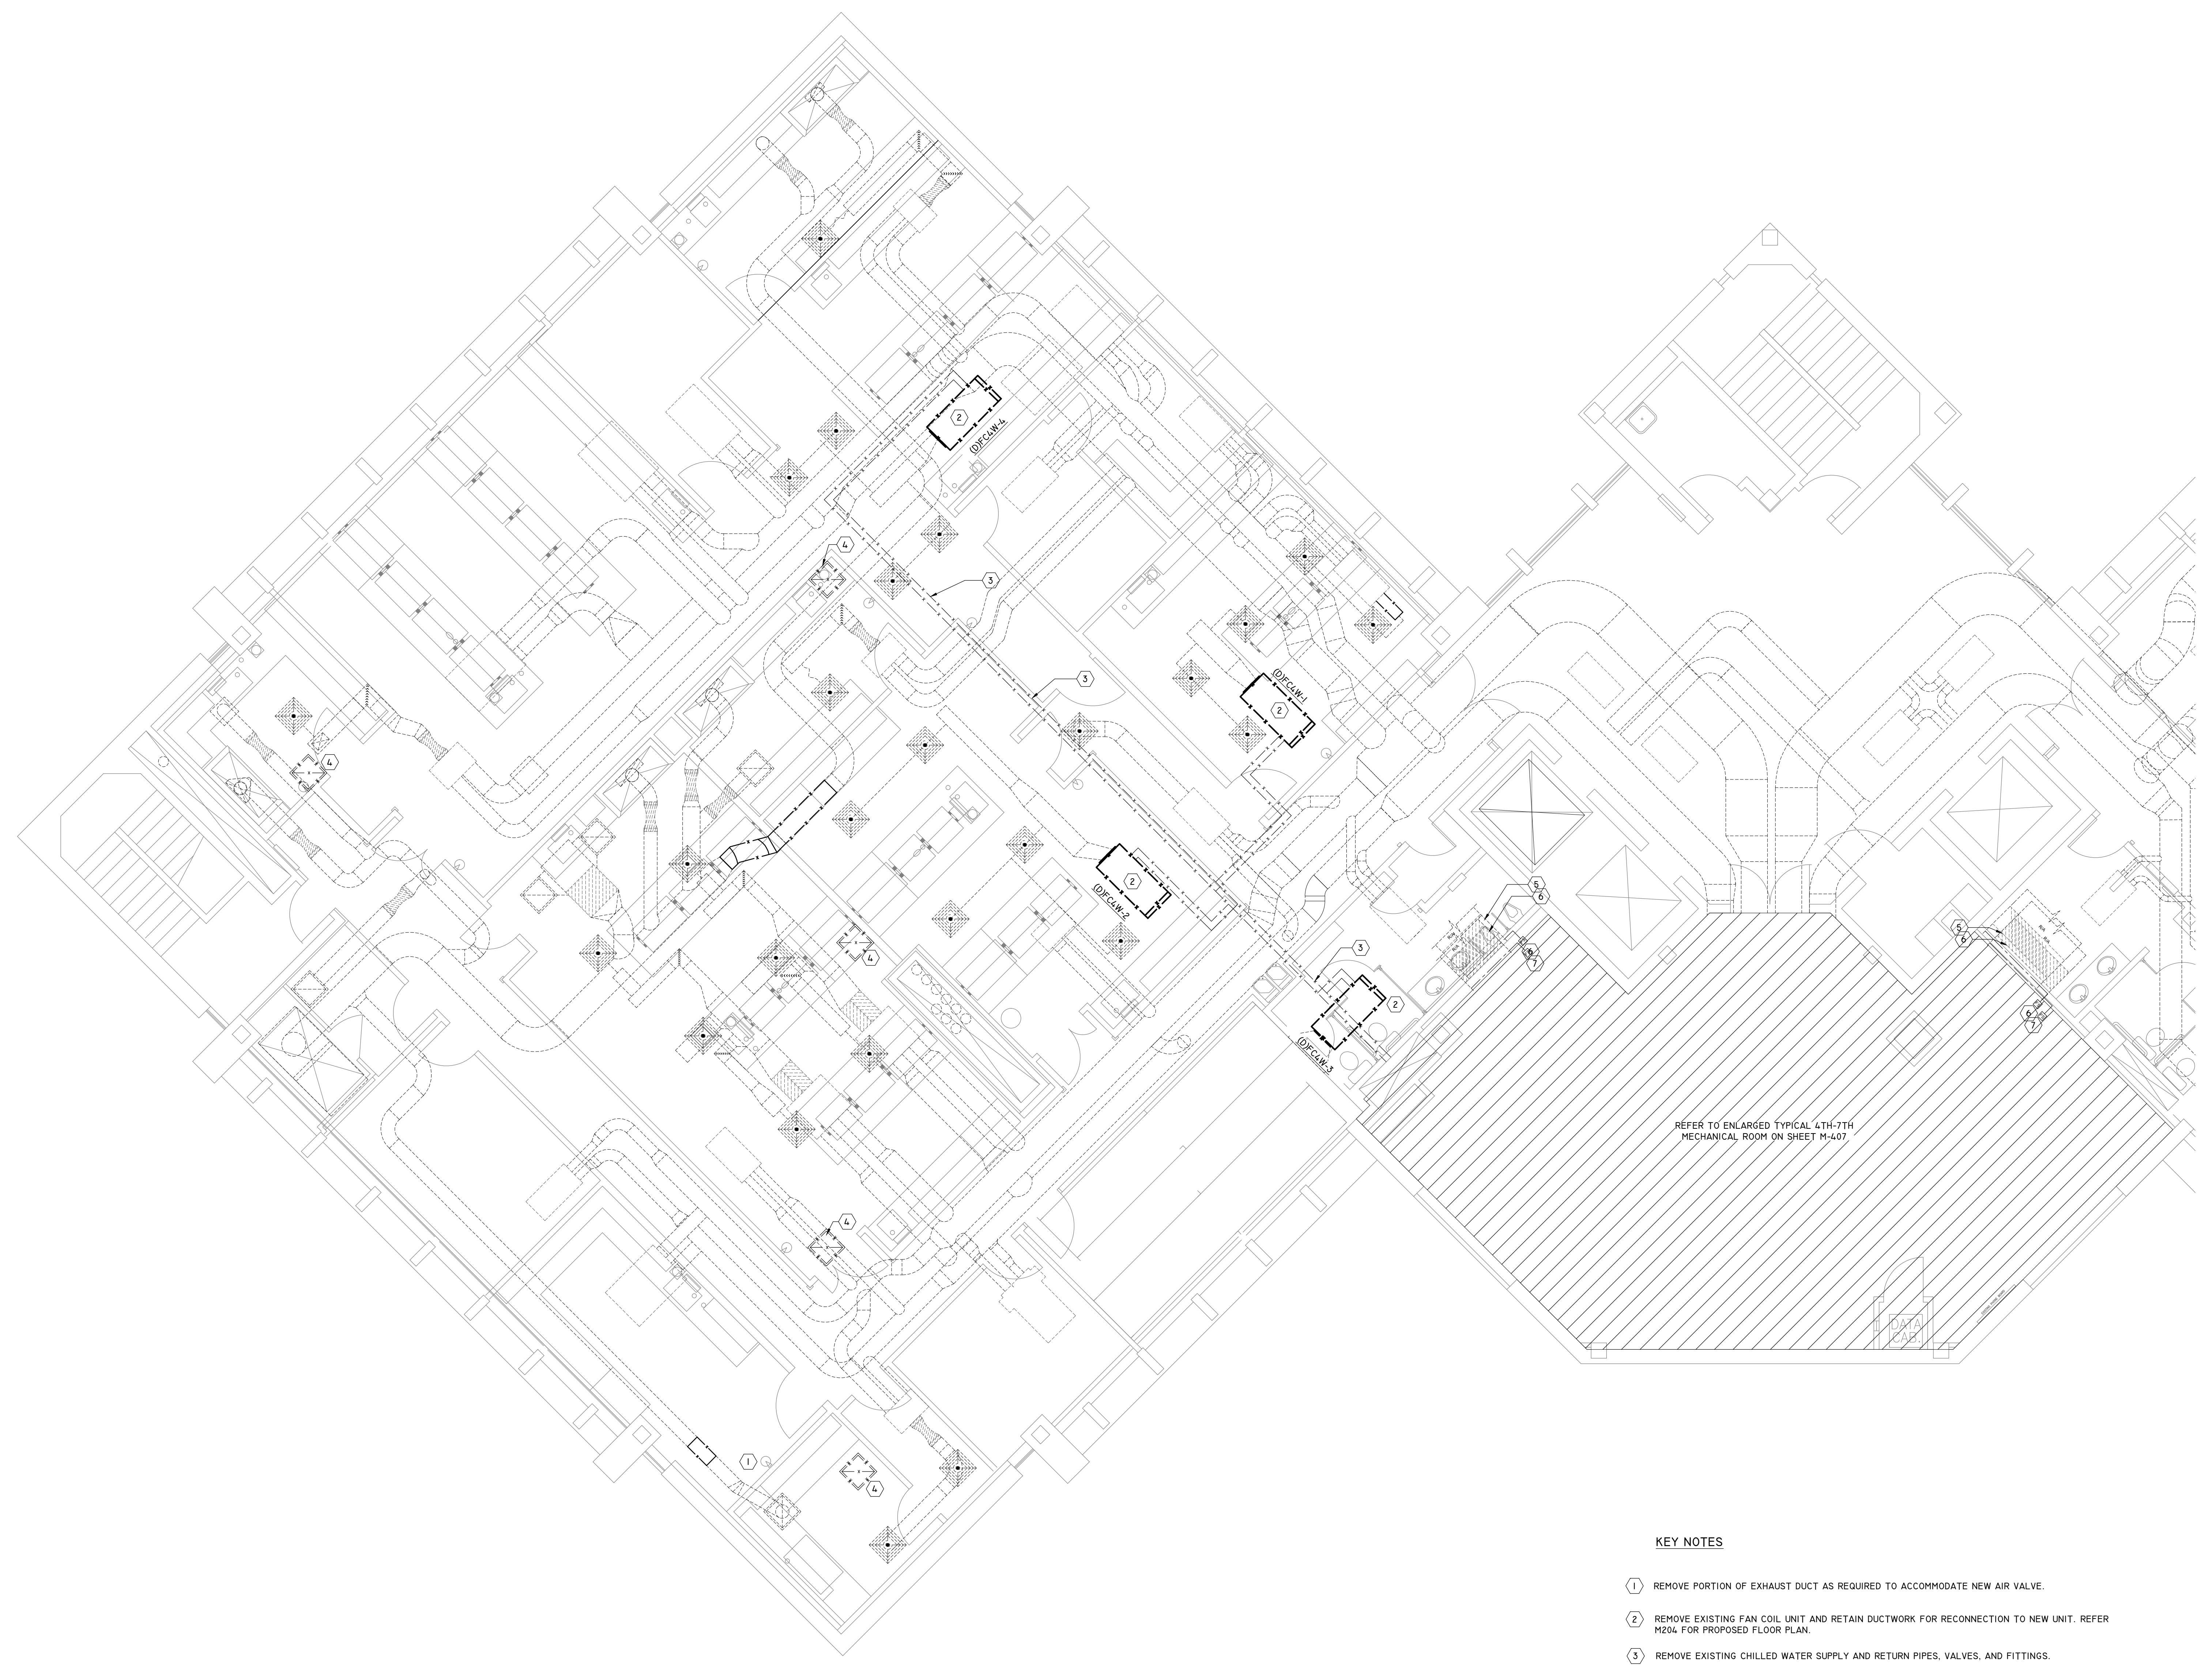 2
(D)FC4W-4
4
3
3
(D)FC4W-1
2
4
2
(D)FC4W-2
5
6
6
7
5
6
6
7
3
2
(D)FC4W-3
4
4
1
4
REFER TO ENLARGED TYPICAL 4TH-7TH
MECHANICAL ROOM ON SHEET M-407
DATA
CAB.
KEY NOTES
1 REMOVE PORTION OF EXHAUST DUCT AS REQUIRED TO ACCOMMODATE NEW AIR VALVE.
2 REMOVE EXISTING FAN COIL UNIT AND RETAIN DUCTWORK FOR RECONNECTION TO NEW UNIT. REFER
M204 FOR PROPOSED FLOOR PLAN.
3 REMOVE EXISTING CHILLED WATER SUPPLY AND RETURN PIPES, VALVES, AND FITTINGS.